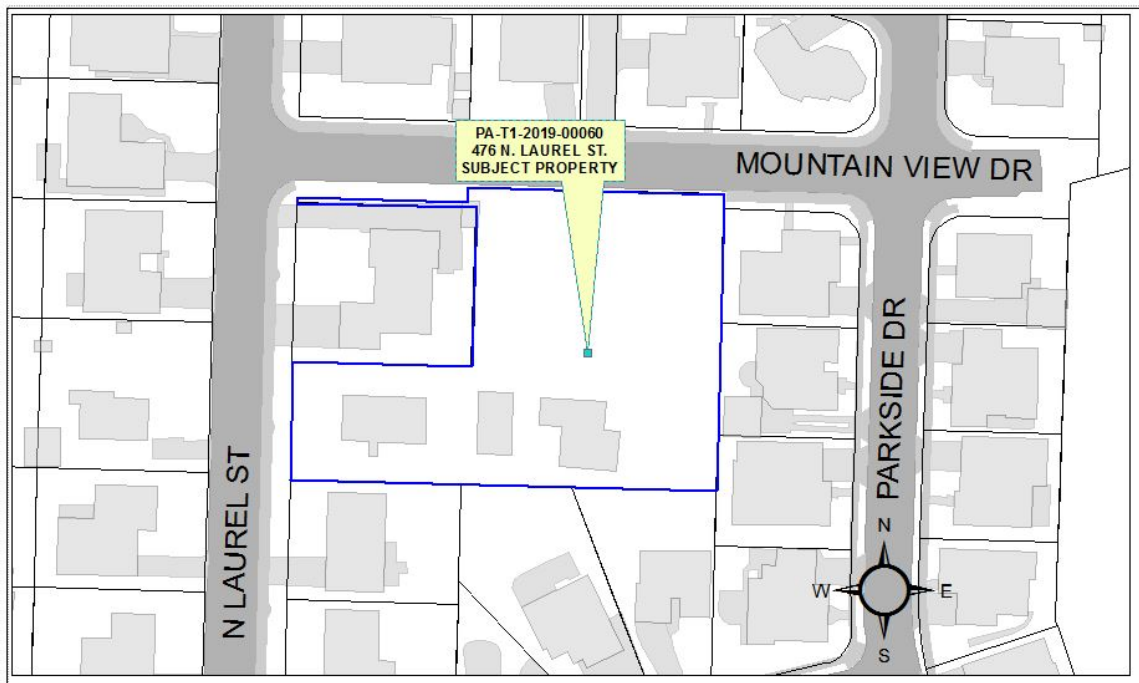 PA-T1-2019-00060
476 N. LAUREL ST.
SUBJECT PROPERTY
MOUNTAIN VIEW DR
N LAUREL ST
PARKSIDE DR
N
W E
S